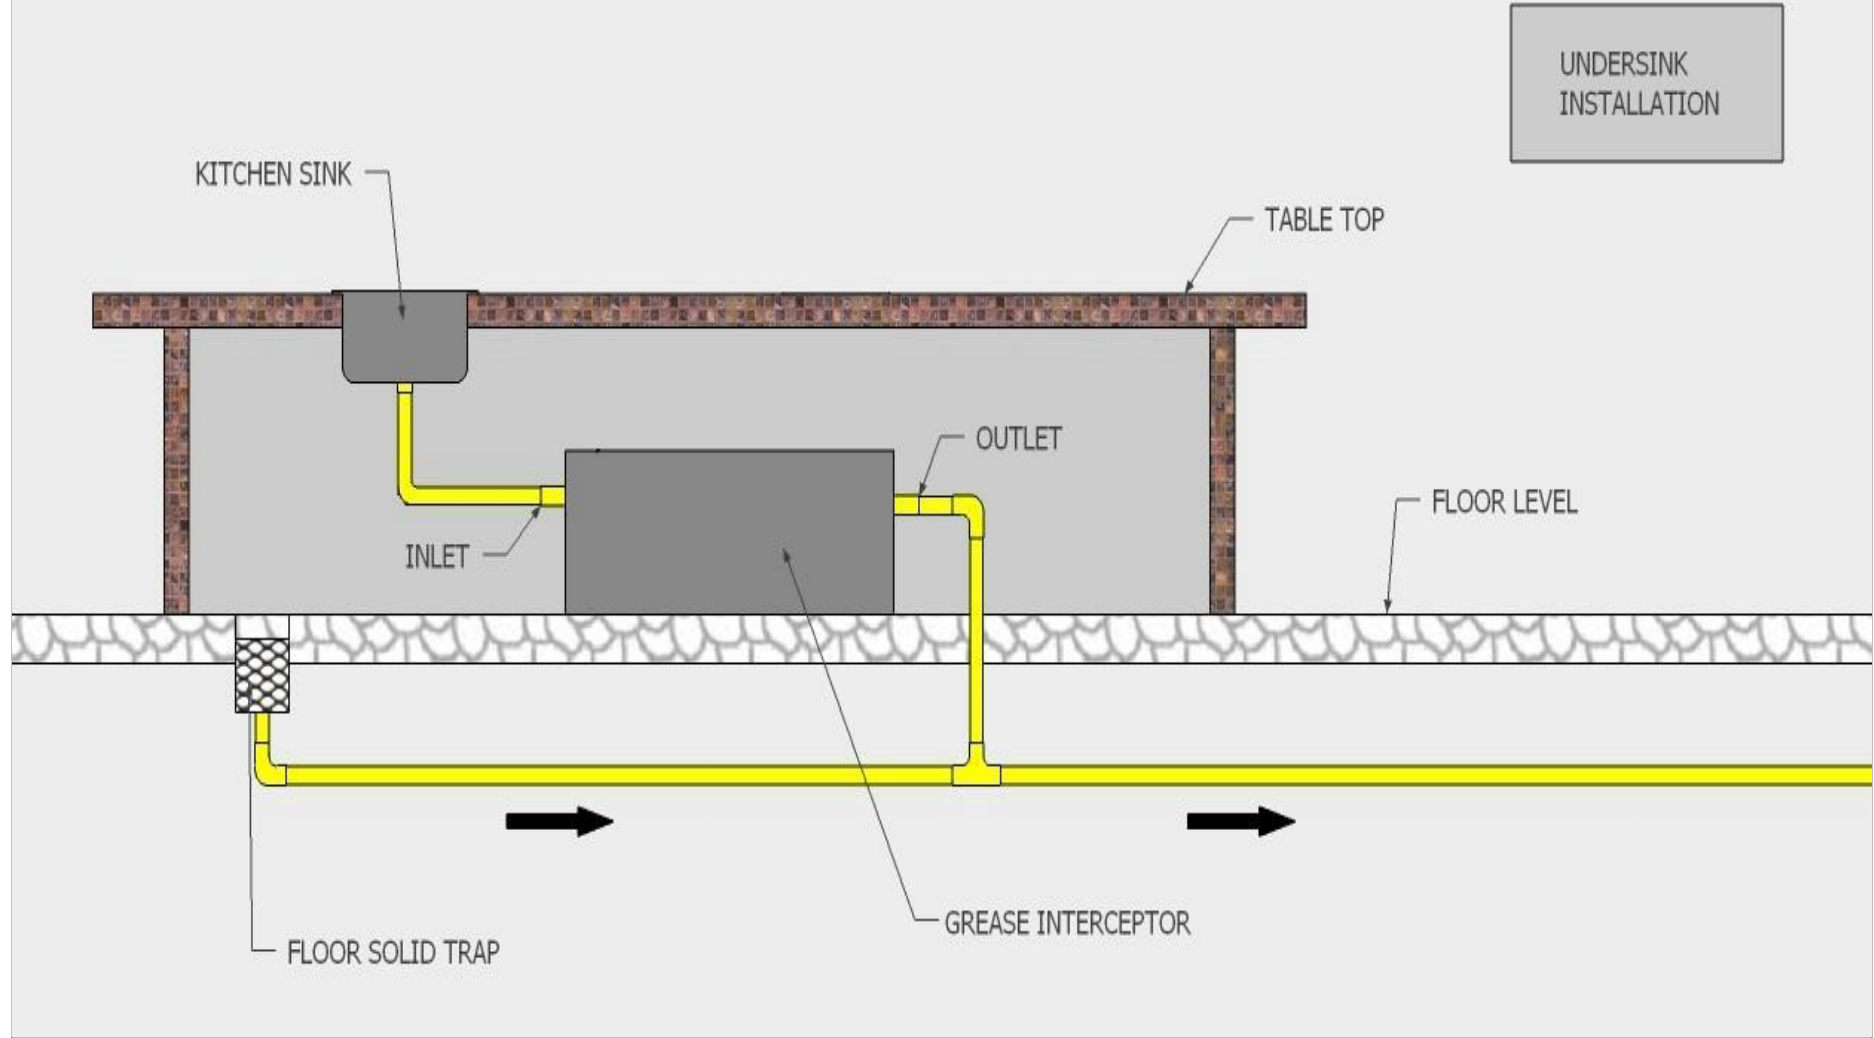 UNDERSINK
INSTALLATION
KITCHEN SINK
TABLE TOP
OUTLET
FLOOR LEVEL
INLET
GREASE INTERCEPTOR
FLOOR SOLID TRAP